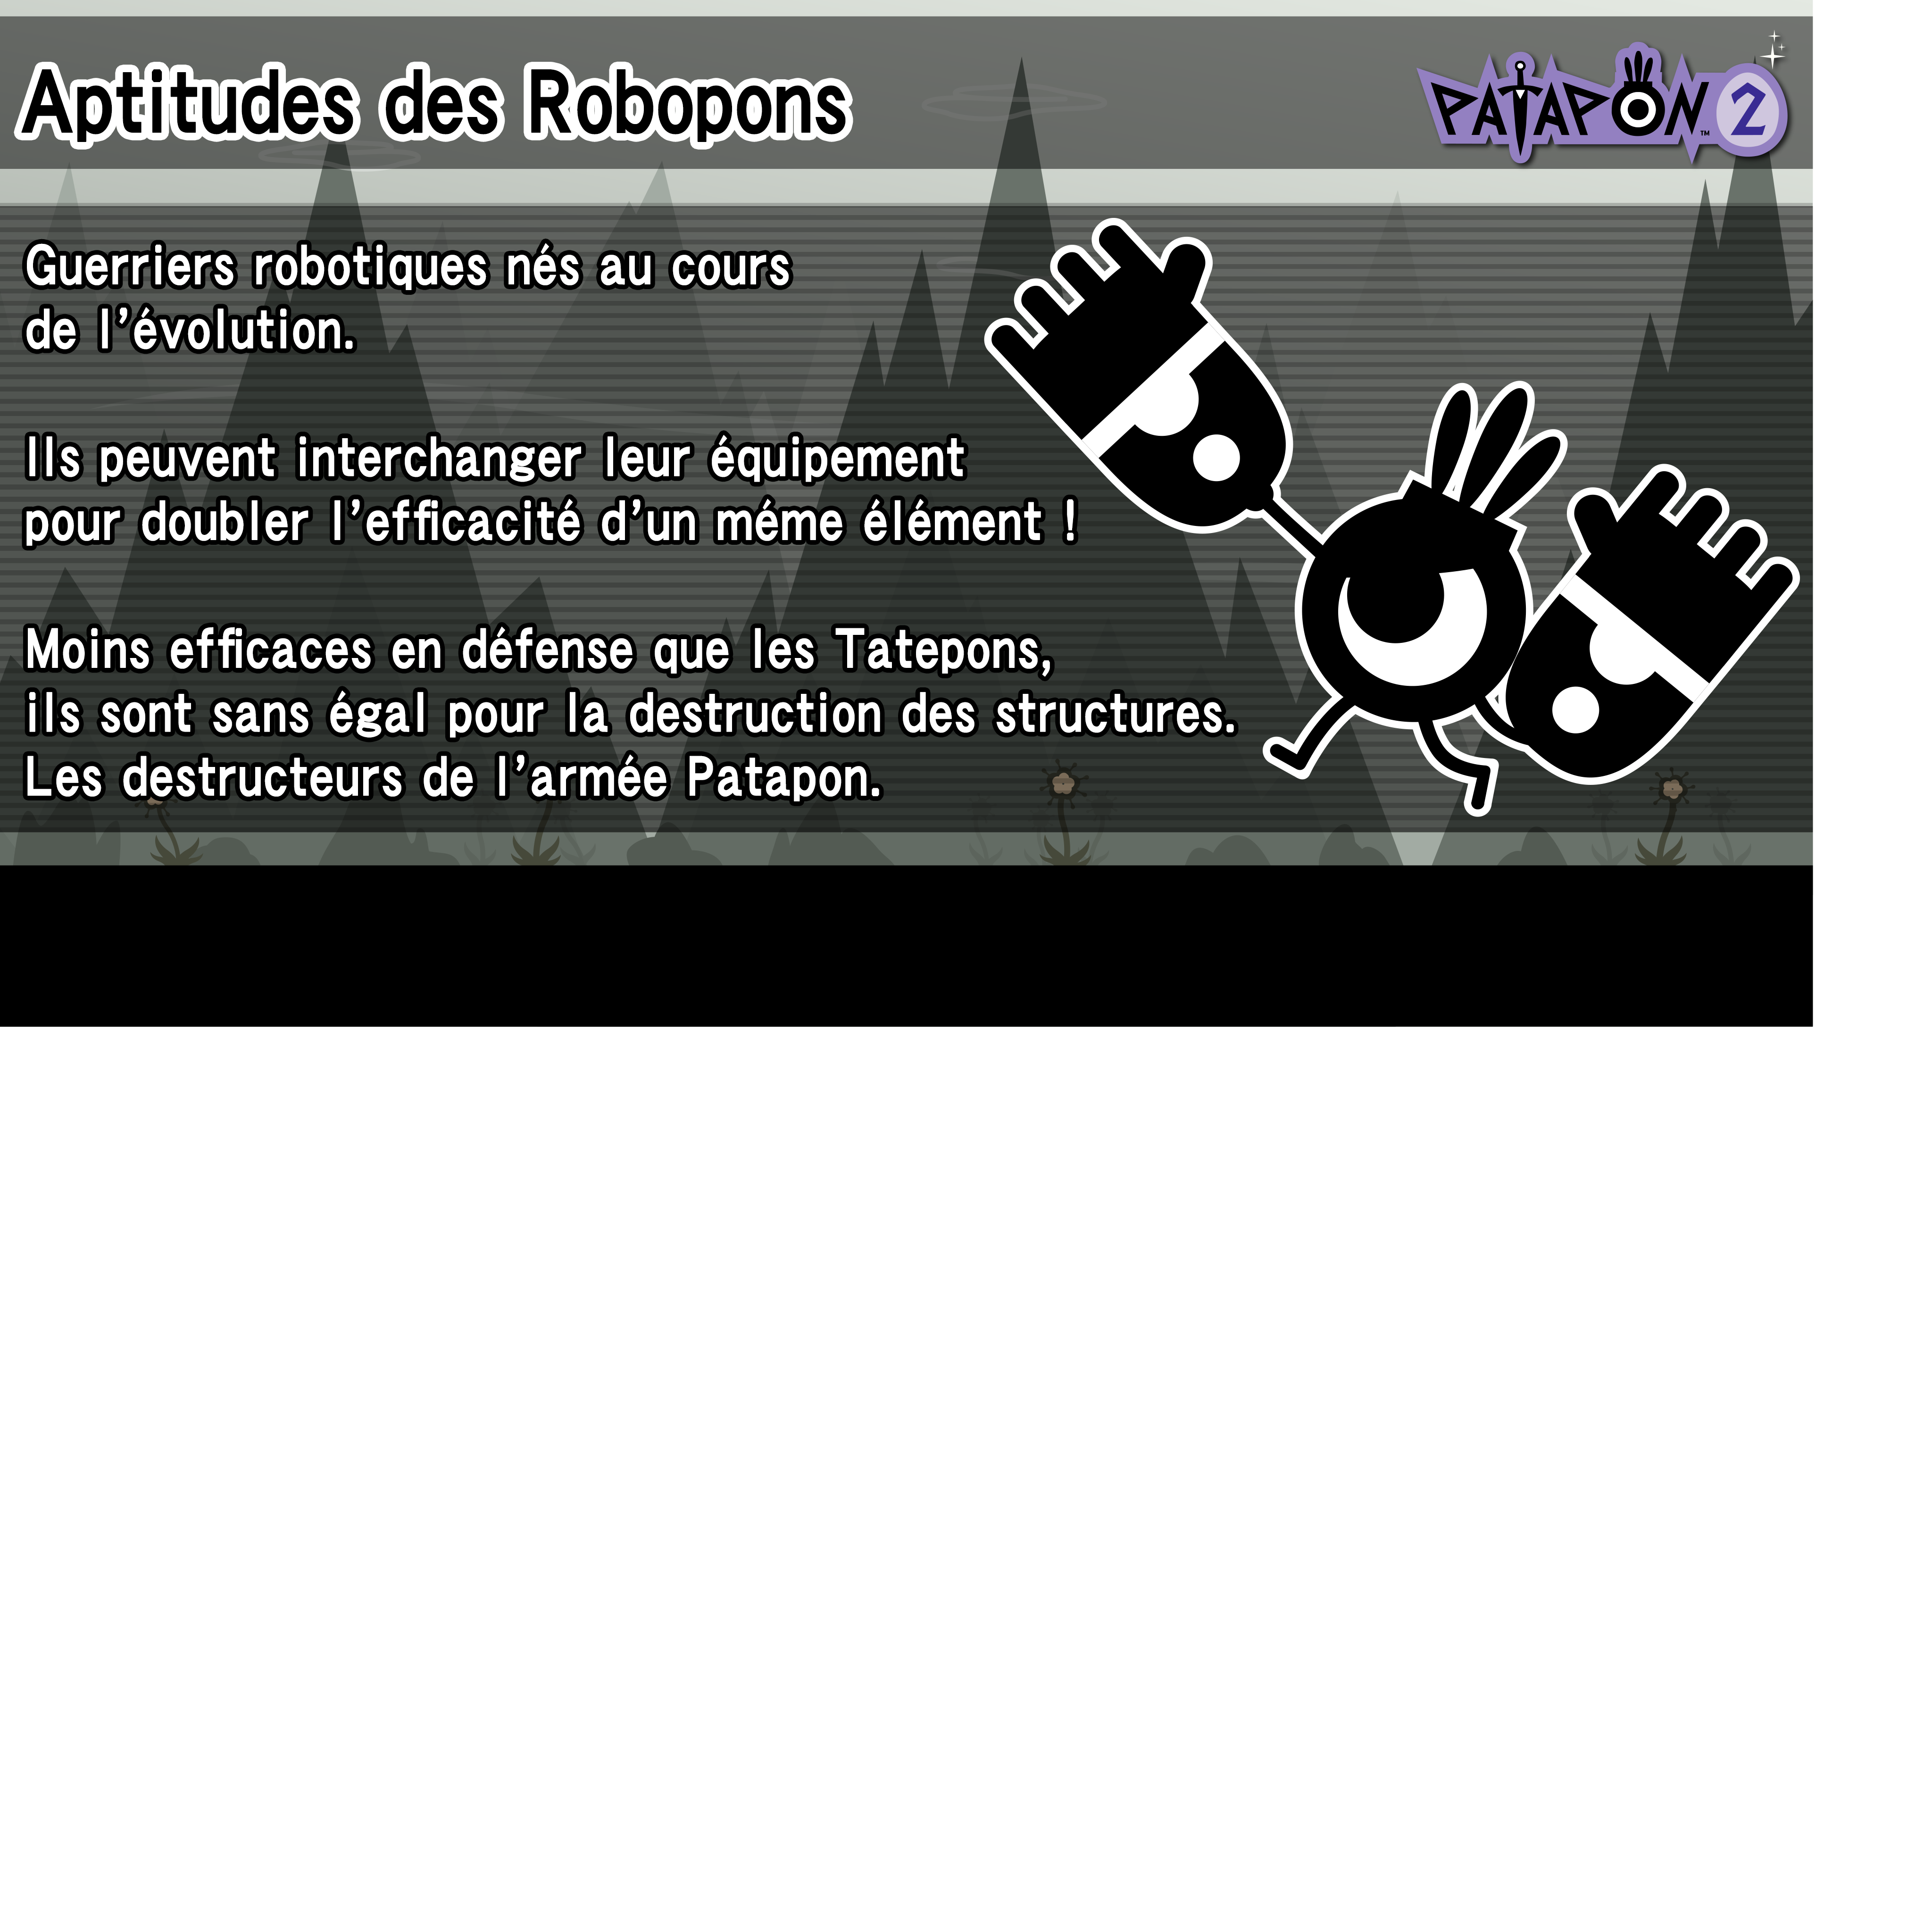 Aptitudes des Robopons
PATAPON™ 2
Guerriers robotiques nés au cours
de l'évolution.
Ils peuvent interchanger leur équipement
pour doubler l'efficacité d'un méme élément !
Moins efficaces en défense que les Tatepons,
ils sont sans égal pour la destruction des structures.
Les destructeurs de l'armée Patapon.